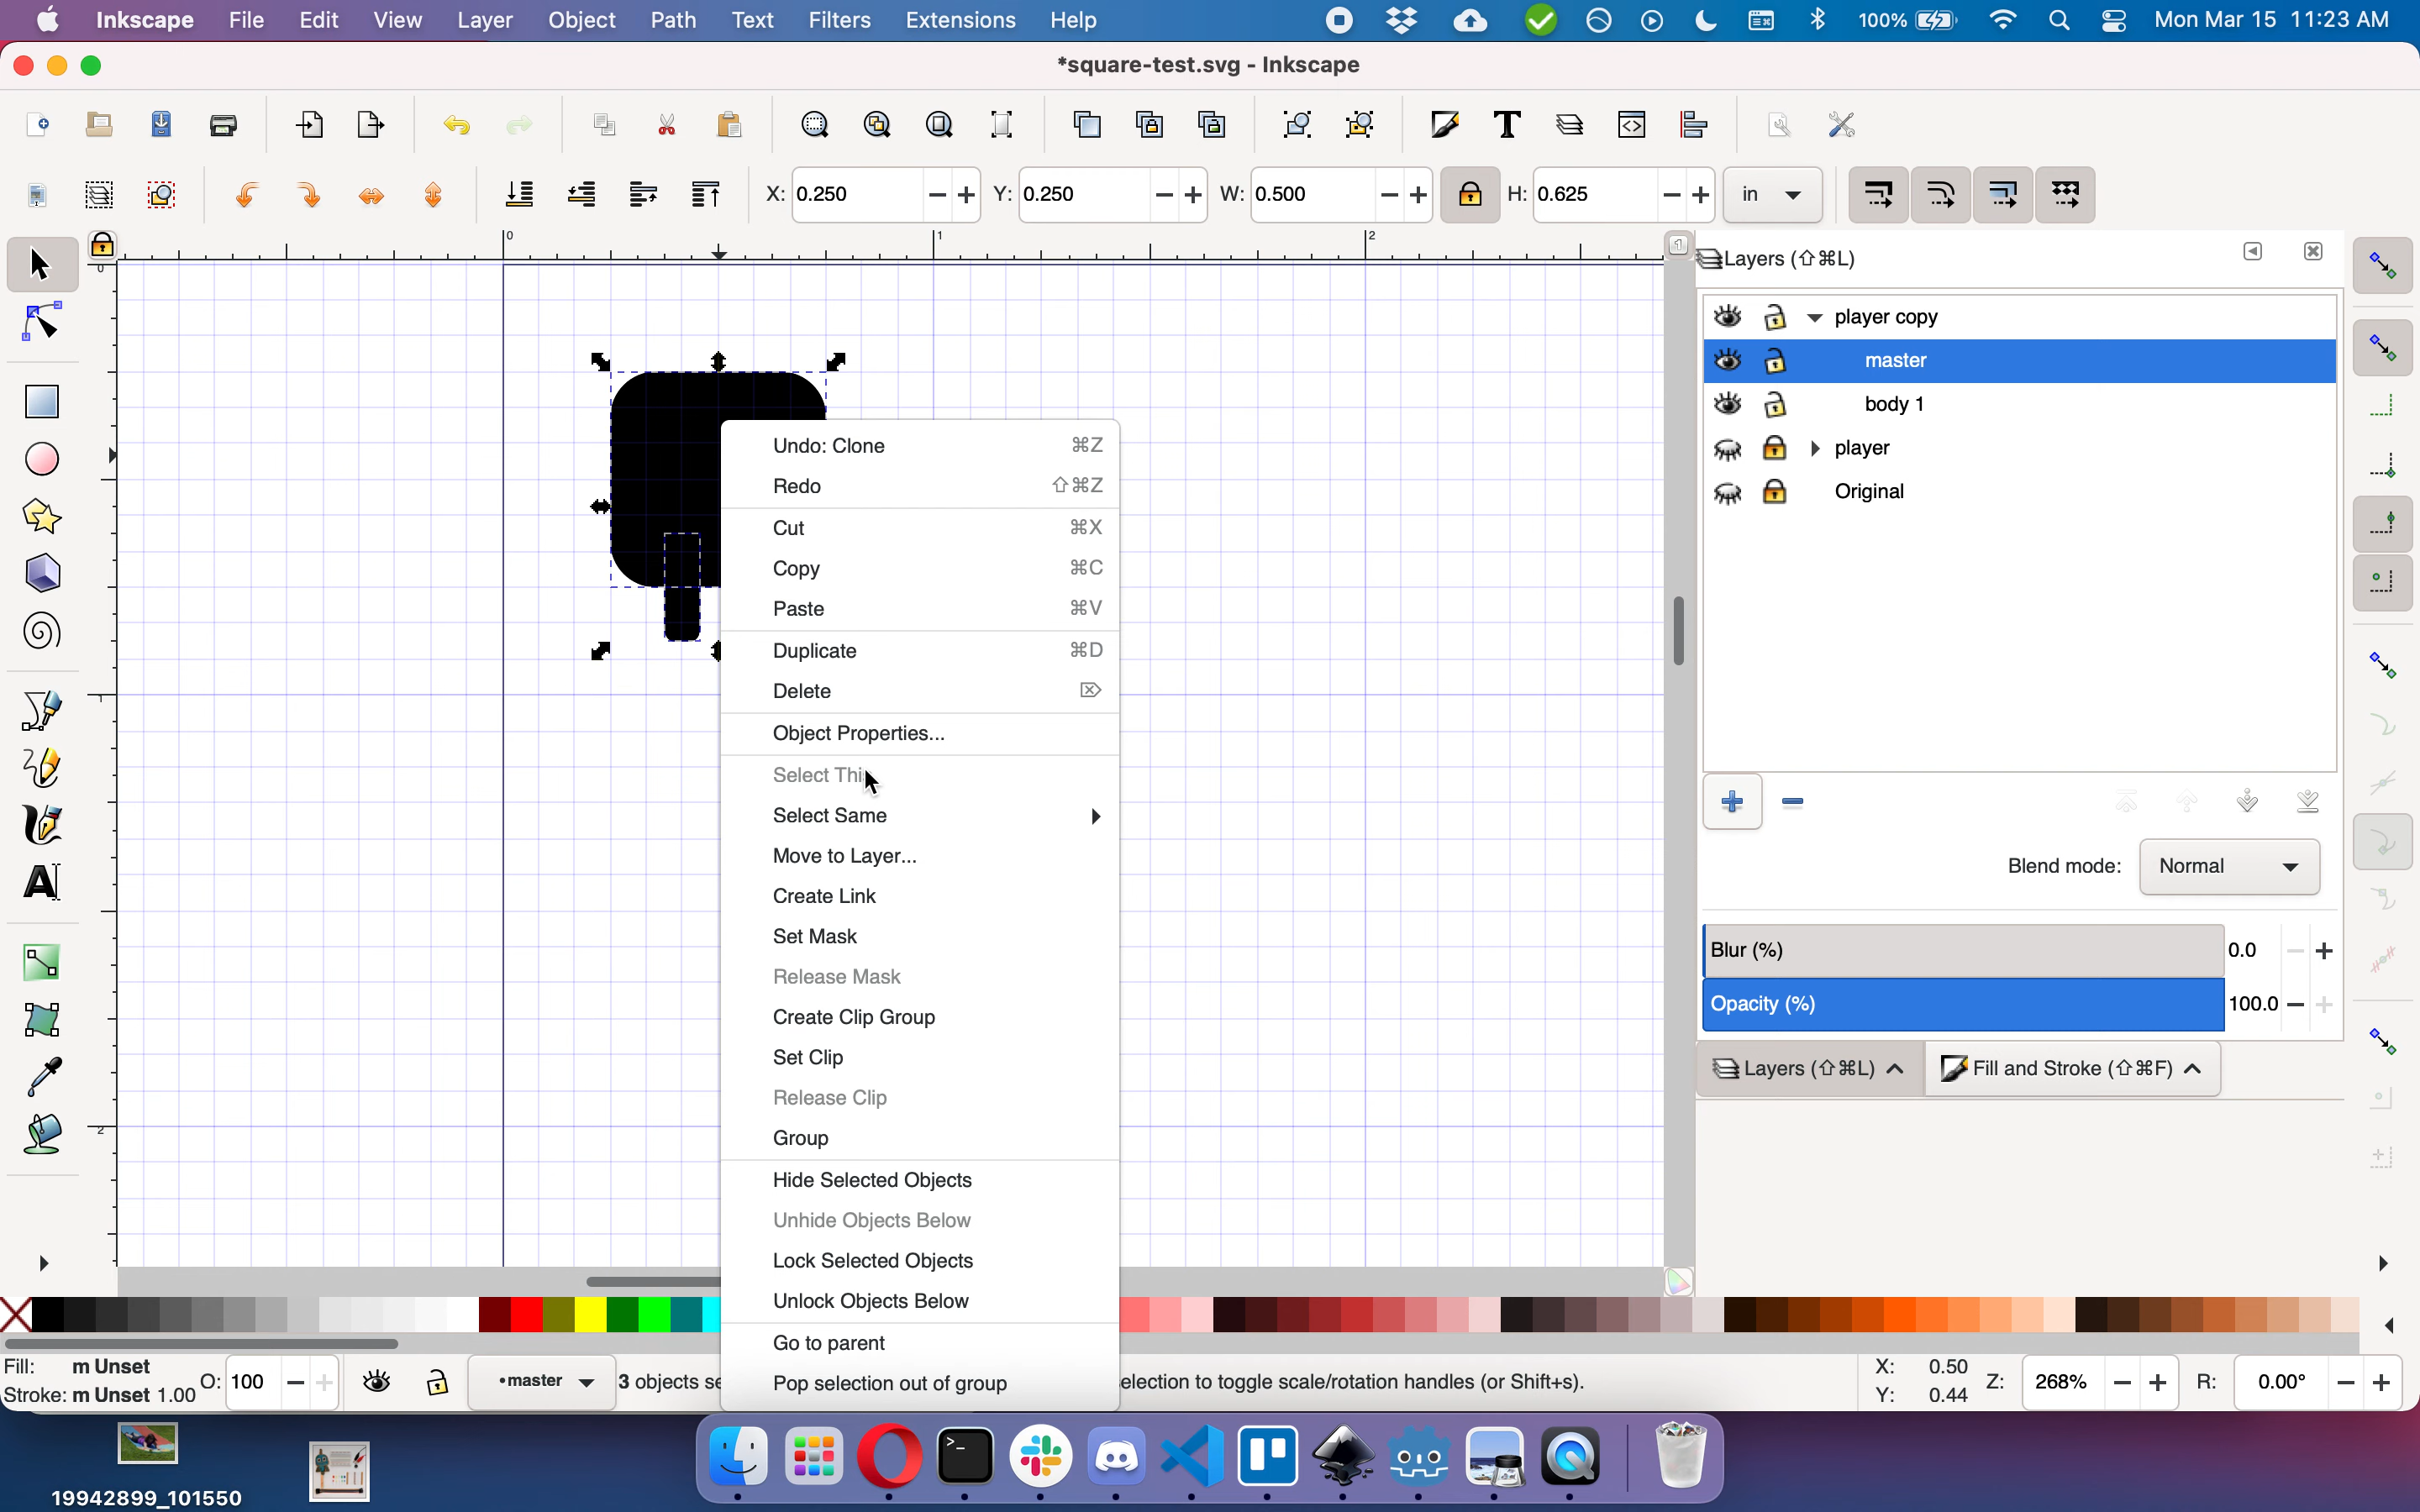 Inkscape File Edit View Layer Object Path Text Filters Extensions Help 100% Mon Mar 15 11:23 AM
*square-test.svg - Inkscape
X: 0.250 Y: 0.250 W: 0.500 H: 0.625 in
0 1 2
0
1
2
Undo: Clone ⌘Z
Redo ⇧⌘Z
Cut ⌘X
Copy ⌘C
Paste ⌘V
Duplicate ⌘D
Delete ⌦
Object Properties...
Select Thi
Select Same
Move to Layer...
Create Link
Set Mask
Release Mask
Create Clip Group
Set Clip
Release Clip
Group
Hide Selected Objects
Unhide Objects Below
Lock Selected Objects
Unlock Objects Below
Go to parent
Pop selection out of group
1
Layers (⇧⌘L)
player copy
master
body 1
player
Original
Blend mode: Normal
Blur (%) 0.0
Opacity (%) 100.0
Layers (⇧⌘L) Fill and Stroke (⇧⌘F)
Fill: m Unset
Stroke: m Unset 1.00
O: 100
•master
3 objects se
election to toggle scale/rotation handles (or Shift+s).
X: 0.50
Y: 0.44
Z: 268%
R: 0.00°
19942899_101550